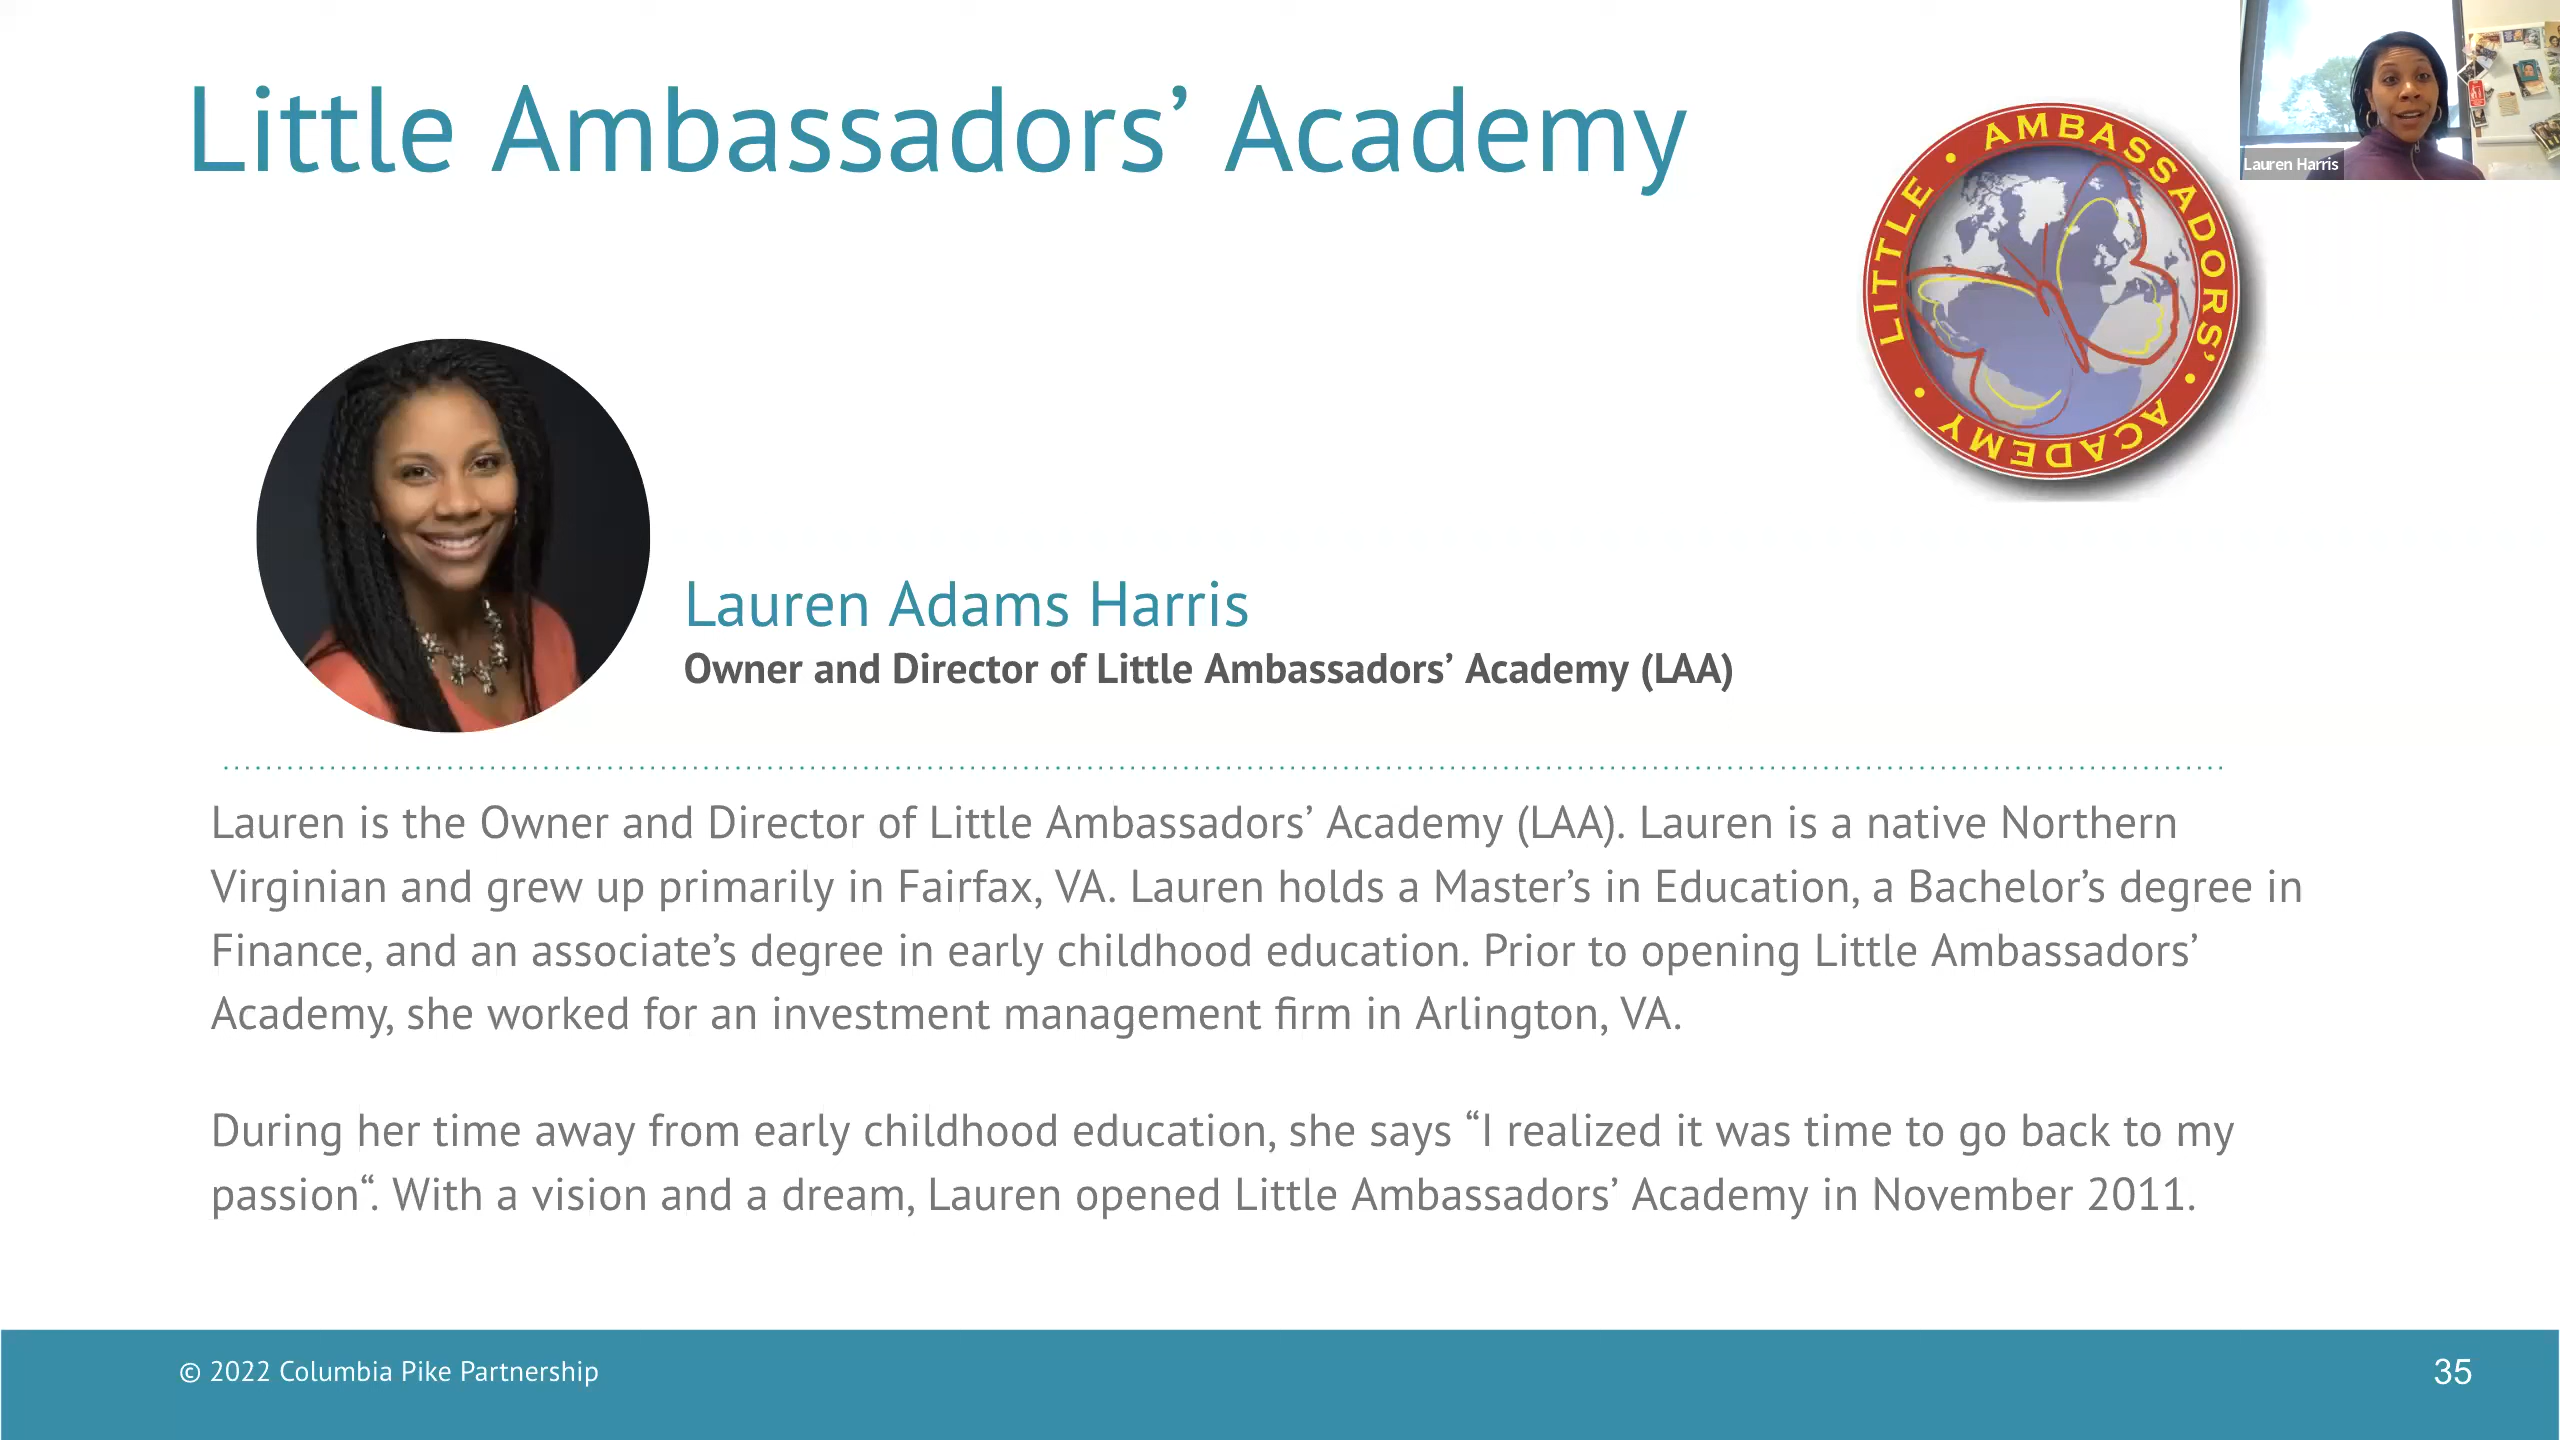 Little Ambassadors’ Academy
Lauren Harris
LITTLE • AMBASSADORS’ • ACADEMY •
Lauren Adams Harris
Owner and Director of Little Ambassadors’ Academy (LAA)
Lauren is the Owner and Director of Little Ambassadors’ Academy (LAA). Lauren is a native Northern
Virginian and grew up primarily in Fairfax, VA. Lauren holds a Master’s in Education, a Bachelor’s degree in
Finance, and an associate’s degree in early childhood education. Prior to opening Little Ambassadors’
Academy, she worked for an investment management firm in Arlington, VA.
During her time away from early childhood education, she says “I realized it was time to go back to my
passion“. With a vision and a dream, Lauren opened Little Ambassadors’ Academy in November 2011.
© 2022 Columbia Pike Partnership
35